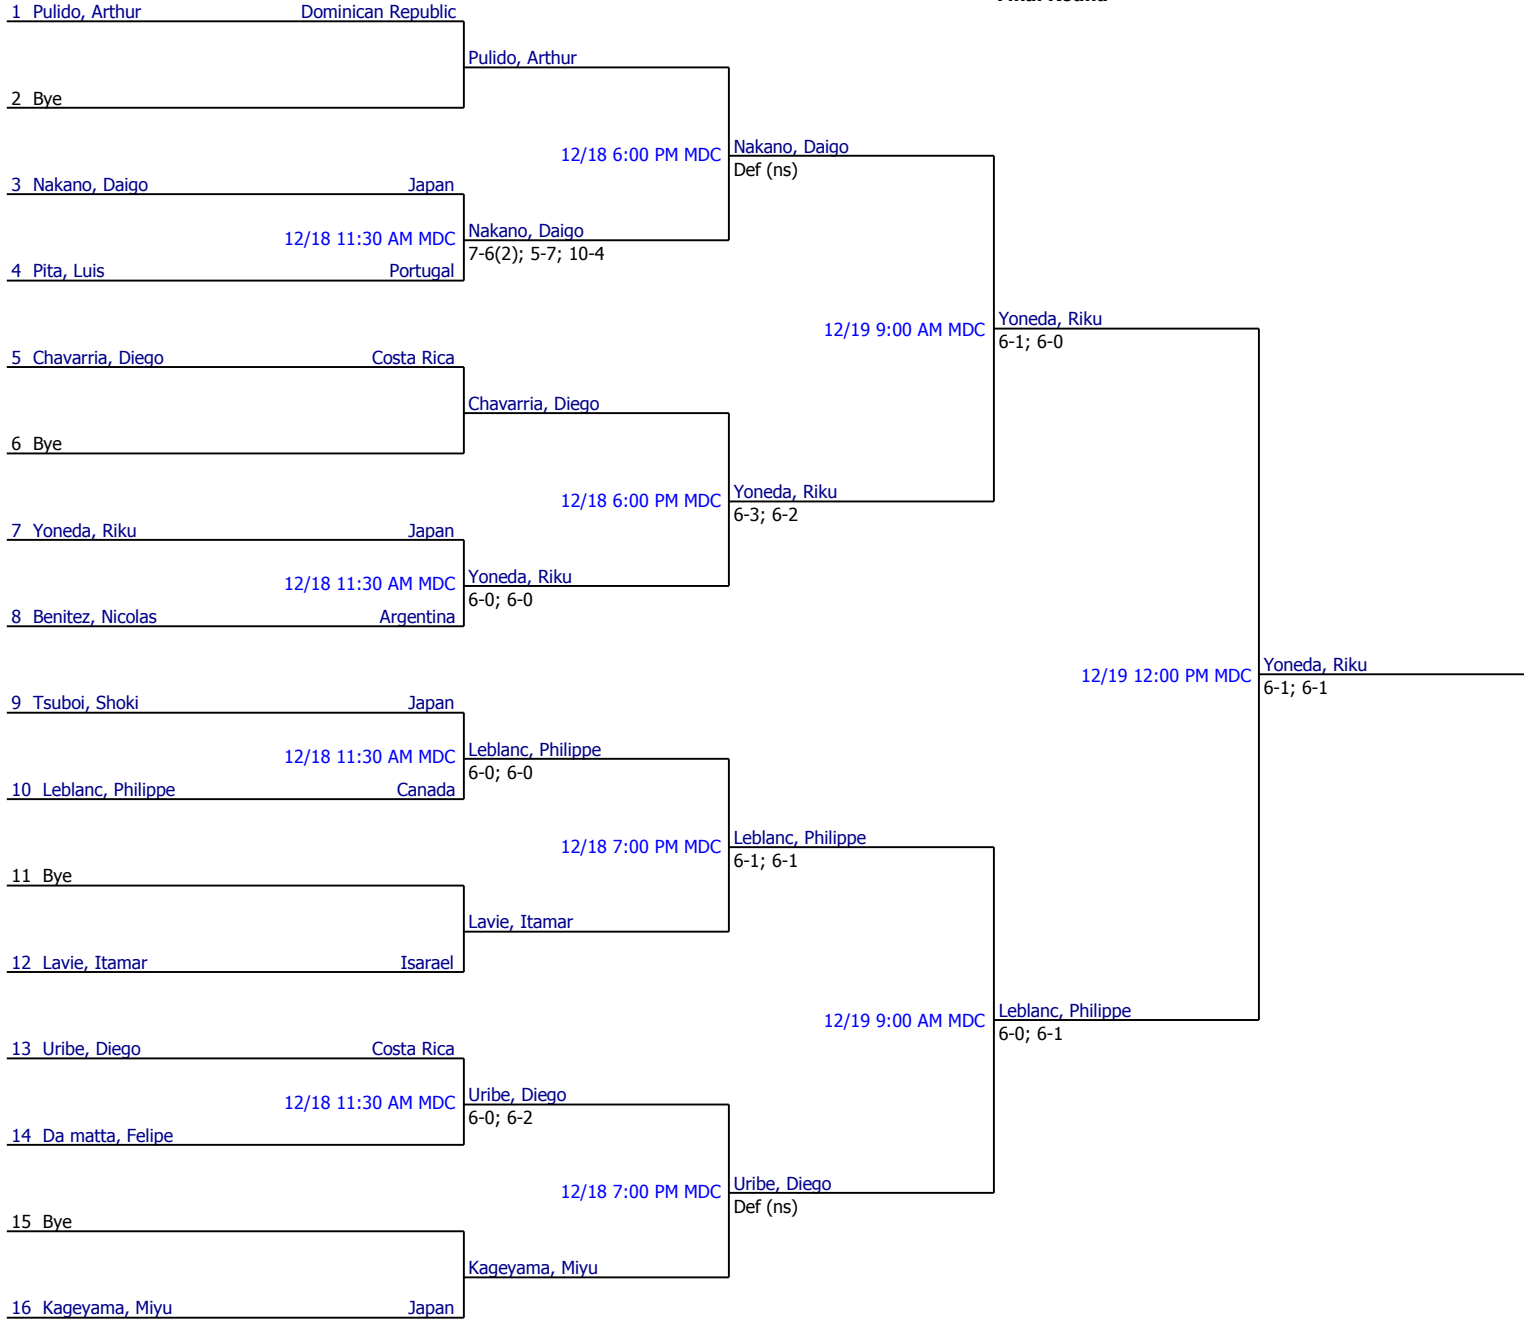 Final Round
1 Pulido, Arthur Dominican Republic
Pulido, Arthur
2 Bye
12/18 6:00 PM MDC Nakano, Daigo
Def (ns)
3 Nakano, Daigo Japan
12/18 11:30 AM MDC Nakano, Daigo
7-6(2); 5-7; 10-4
4 Pita, Luis Portugal
12/19 9:00 AM MDC Yoneda, Riku
6-1; 6-0
5 Chavarria, Diego Costa Rica
Chavarria, Diego
6 Bye
12/18 6:00 PM MDC Yoneda, Riku
6-3; 6-2
7 Yoneda, Riku Japan
12/18 11:30 AM MDC Yoneda, Riku
6-0; 6-0
8 Benitez, Nicolas Argentina
12/19 12:00 PM MDC Yoneda, Riku
6-1; 6-1
9 Tsuboi, Shoki Japan
12/18 11:30 AM MDC Leblanc, Philippe
6-0; 6-0
10 Leblanc, Philippe Canada
12/18 7:00 PM MDC Leblanc, Philippe
6-1; 6-1
11 Bye
Lavie, Itamar
12 Lavie, Itamar Isarael
12/19 9:00 AM MDC Leblanc, Philippe
6-0; 6-1
13 Uribe, Diego Costa Rica
12/18 11:30 AM MDC Uribe, Diego
6-0; 6-2
14 Da matta, Felipe
12/18 7:00 PM MDC Uribe, Diego
Def (ns)
15 Bye
Kageyama, Miyu
16 Kageyama, Miyu Japan